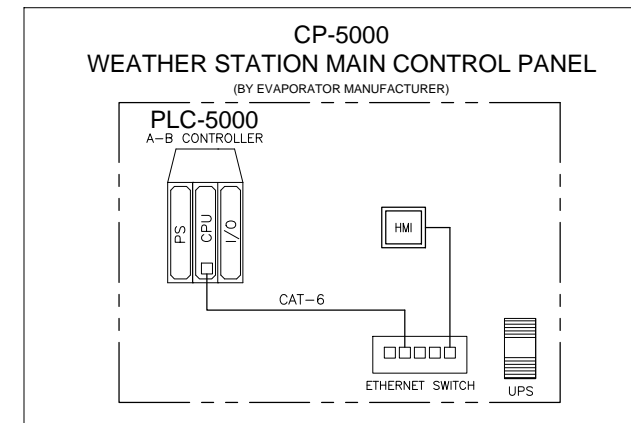 CP-5000
WEATHER STATION MAIN CONTROL PANEL
(BY EVAPORATOR MANUFACTURER)
PLC-5000
A-B CONTROLLER
PS
CPU
I/O
HMI
CAT-6
ETHERNET SWITCH
UPS